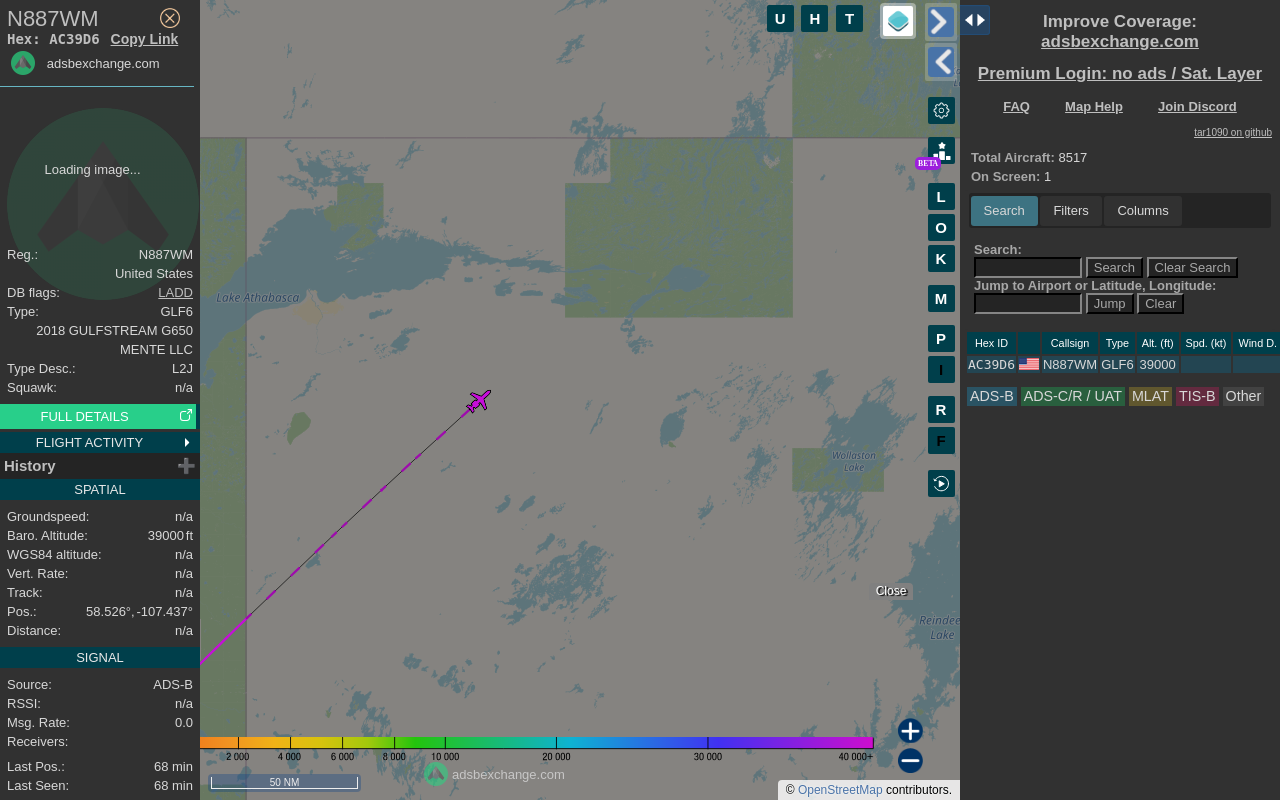 N887WM
Hex: AC39D6 Copy Link
adsbexchange.com
Loading image...
Reg.: N887WM
United States
DB flags: LADD
Type: GLF6
2018 GULFSTREAM G650
MENTE LLC
Type Desc.: L2J
Squawk: n/a
FULL DETAILS
FLIGHT ACTIVITY
History
SPATIAL
Groundspeed: n/a
Baro. Altitude: 39000 ft
WGS84 altitude: n/a
Vert. Rate: n/a
Track: n/a
Pos.: 58.526°, -107.437°
Distance: n/a
SIGNAL
Source: ADS-B
RSSI: n/a
Msg. Rate: 0.0
Receivers:
Last Pos.: 68 min
Last Seen: 68 min
U H T
BETA
L
O
K
M
P
I
R
F
Lake Athabasca
Wollaston
Lake
Close
Reindee
Lake
2 000 4 000 6 000 8 000 10 000 20 000 30 000 40 000+
50 NM
adsbexchange.com
© OpenStreetMap contributors.
Improve Coverage:
adsbexchange.com
Premium Login: no ads / Sat. Layer
FAQ Map Help Join Discord
tar1090 on github
Total Aircraft: 8517
On Screen: 1
Search Filters Columns
Search:
Search Clear Search
Jump to Airport or Latitude, Longitude:
Jump Clear
Hex ID Callsign Type Alt. (ft) Spd. (kt) Wind D.
AC39D6 N887WM GLF6 39000
ADS-B ADS-C/R / UAT MLAT TIS-B Other